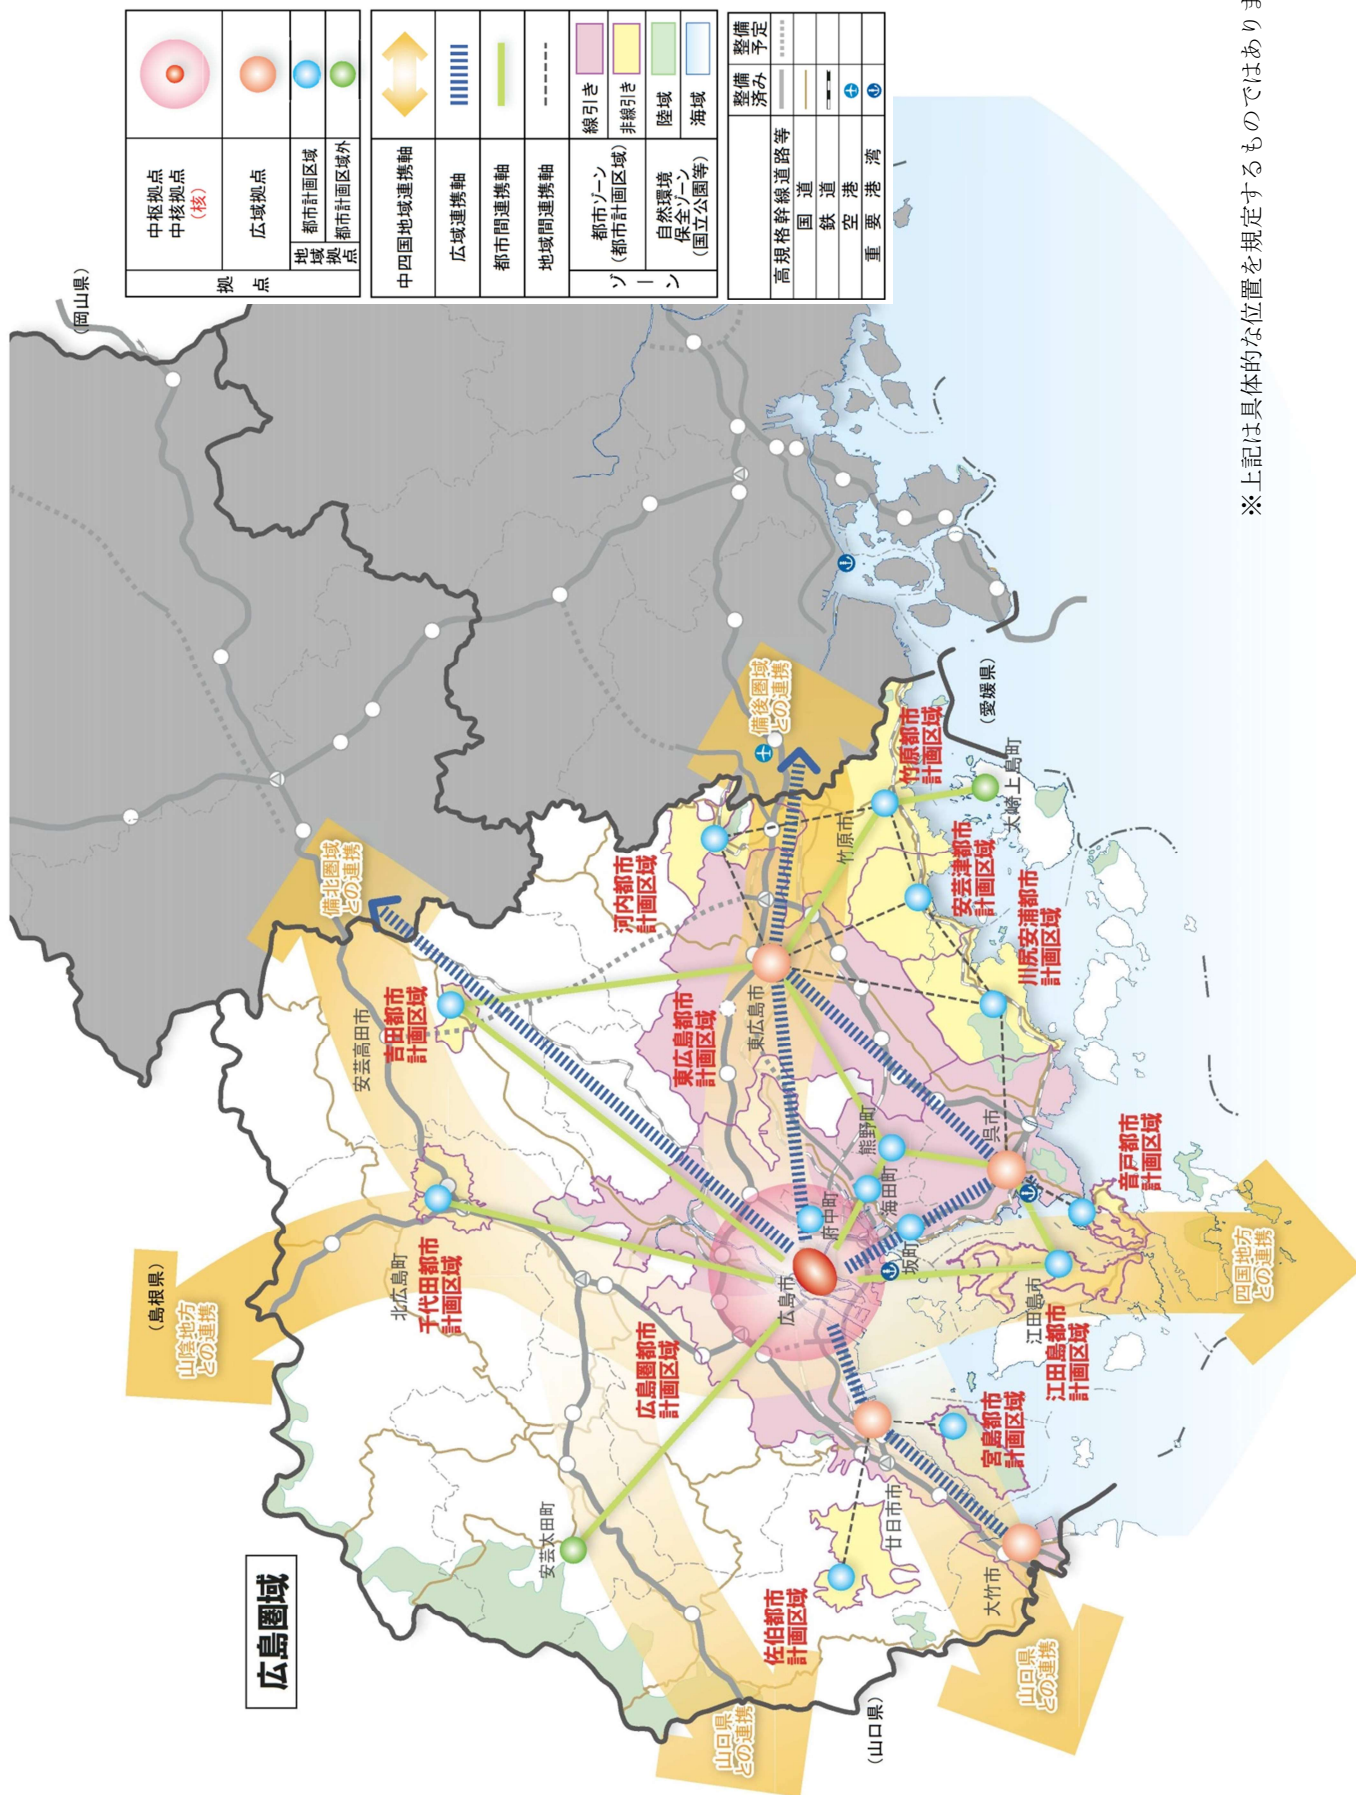 広島圏域
(島根県)
(岡山県)
(山口県)
(愛媛県)
山陰地方
との連携
備北圏域
との連携
備後圏域
との連携
山口県
との連携
山口県
との連携
四国地方
との連携
安芸高田市
吉田都市
計画区域
北広島町
千代田都市
計画区域
安芸太田町
広島圏都市
計画区域
佐伯都市
計画区域
廿日市市
大竹市
宮島都市
計画区域
広島市
府中町
海田町
坂町
熊野町
呉市
江田島市
江田島都市
計画区域
音戸都市
計画区域
東広島都市
計画区域
東広島市
河内都市
計画区域
竹原市
竹原都市
計画区域
安芸津都市
計画区域
川尻安浦都市
計画区域
大崎上島町
拠点
中枢拠点
中核拠点
(核)
広域拠点
地域拠点
都市計画区域
都市計画区域外
中四国地域連携軸
広域連携軸
都市間連携軸
地域間連携軸
ゾーン
都市ゾーン
(都市計画区域)
線引き
非線引き
自然環境
保全ゾーン
(国立公園等)
陸域
海域
整備
済み
整備
予定
高規格幹線道路等
国道
鉄道
空港
重要港湾
※上記は具体的な位置を規定するものではあり